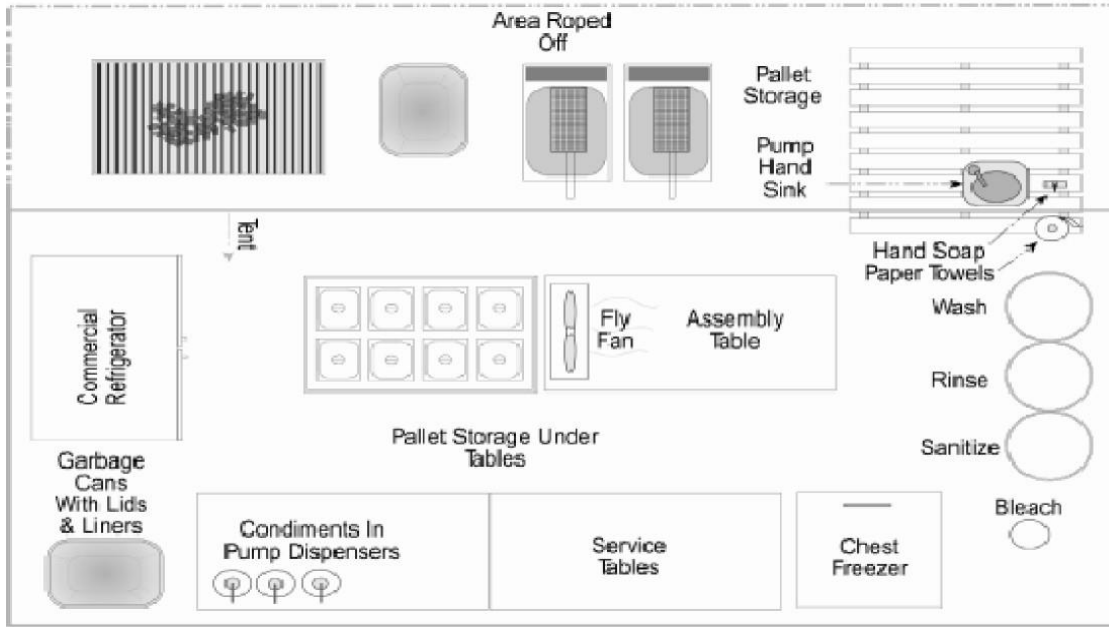 Area Roped
Off
Pallet
Storage
Pump
Hand
Sink
Tent
Hand Soap
Paper Towels
Commercial
Refrigerator
Fly
Fan
Assembly
Table
Wash
Rinse
Sanitize
Pallet Storage Under
Tables
Garbage
Cans
With Lids
& Liners
Condiments In
Pump Dispensers
Service
Tables
Chest
Freezer
Bleach